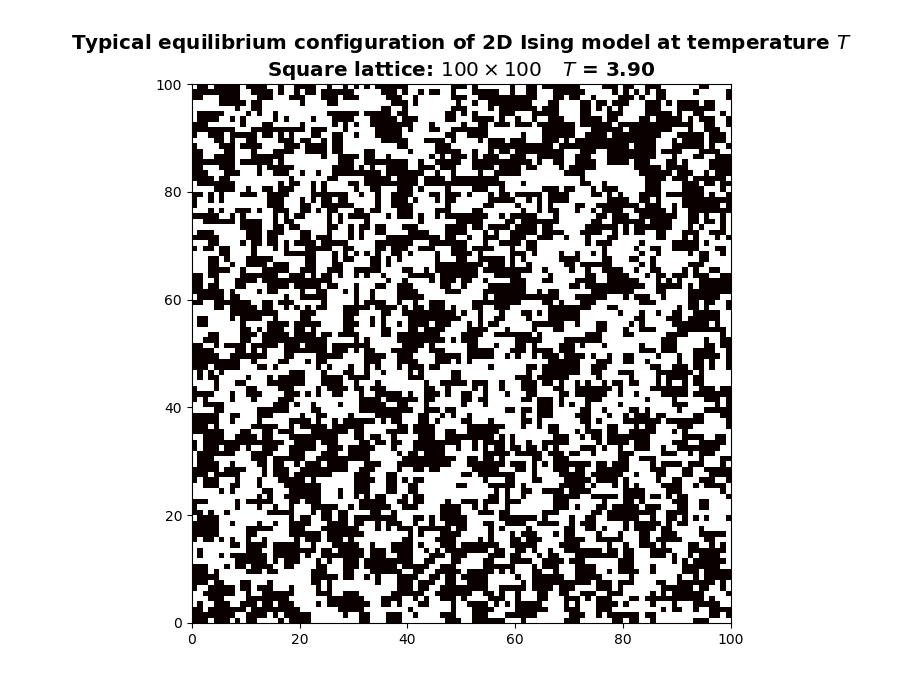 Typical equilibrium configuration of 2D Ising model at temperature T
Square lattice: 100 × 100 T = 3.90
100
80
60
40
20
0
0 20 40 60 80 100